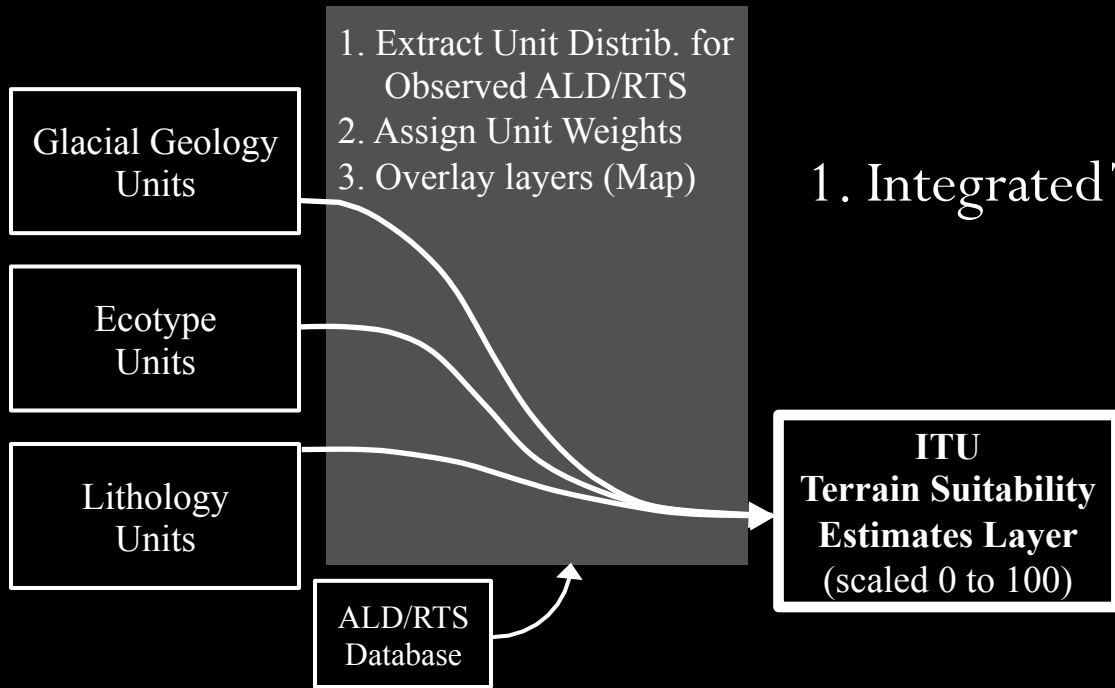 1. Extract Unit Distrib. for
Observed ALD/RTS
2. Assign Unit Weights
3. Overlay layers (Map)
Glacial Geology
Units
Ecotype
Units
Lithology
Units
ALD/RTS
Database
1. Integrated
ITU
Terrain Suitability
Estimates Layer
(scaled 0 to 100)